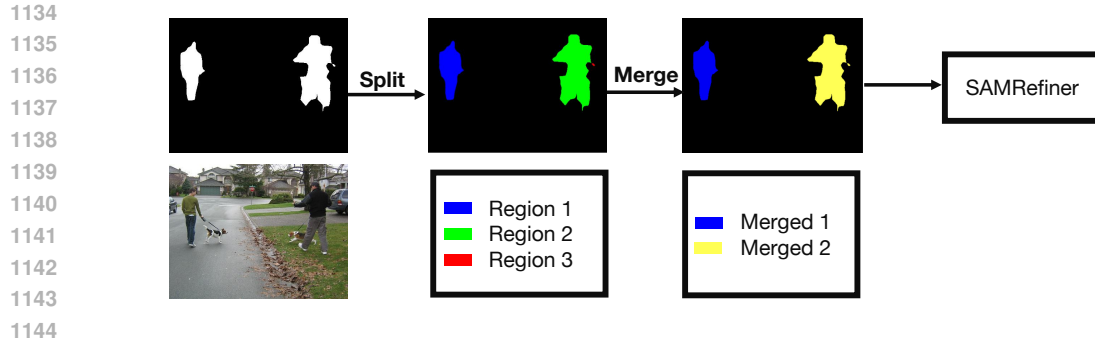 1134
1135
1136
1137
1138
1139
1140
1141
1142
1143
1144
Split
Merge
SAMRefiner
Region 1
Region 2
Region 3
Merged 1
Merged 2